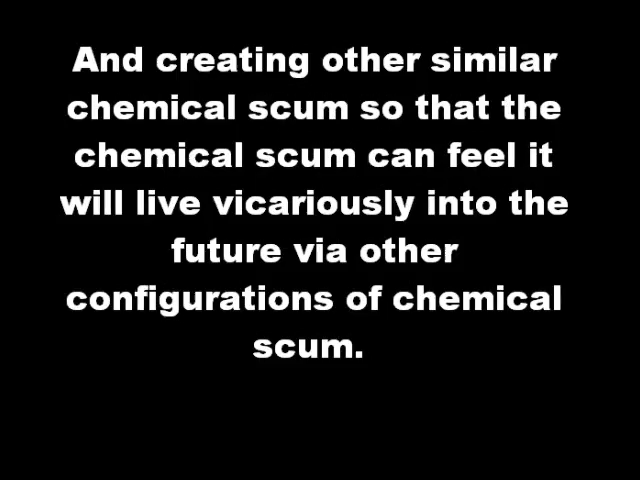 And creating other similar
chemical scum so that the
chemical scum can feel it
will live vicariously into the
future via other
configurations of chemical
scum.